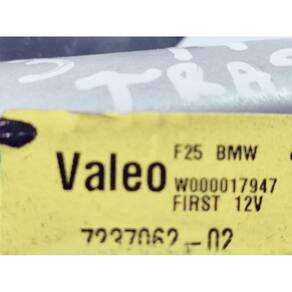 F25 BMW
Valeo
W000017947
FIRST 12V
7237062-02